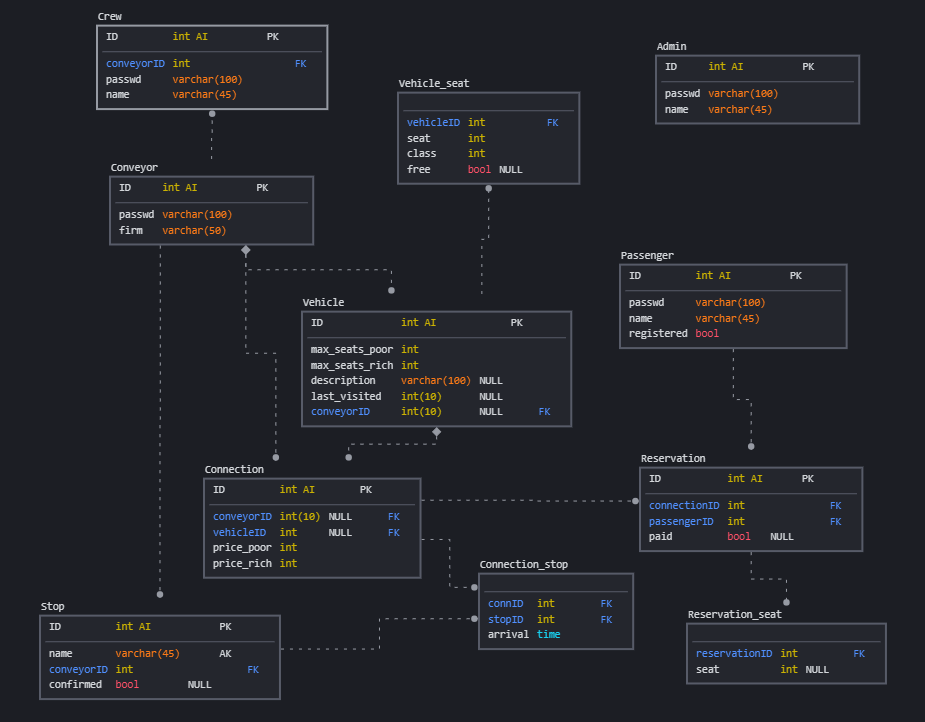 Crew
ID int AI PK
conveyorID int FK
passwd varchar(100)
name varchar(45)
Admin
ID int AI PK
passwd varchar(100)
name varchar(45)
Vehicle_seat
vehicleID int FK
seat int
class int
free bool NULL
Conveyor
ID int AI PK
passwd varchar(100)
firm varchar(50)
Passenger
ID int AI PK
passwd varchar(100)
name varchar(45)
registered bool
Vehicle
ID int AI PK
max_seats_poor int
max_seats_rich int
description varchar(100) NULL
last_visited int(10) NULL
conveyorID int(10) NULL FK
Connection
ID int AI PK
conveyorID int(10) NULL FK
vehicleID int NULL FK
price_poor int
price_rich int
Reservation
ID int AI PK
connectionID int FK
passengerID int FK
paid bool NULL
Connection_stop
connID int FK
stopID int FK
arrival time
Stop
ID int AI PK
name varchar(45) AK
conveyorID int FK
confirmed bool NULL
Reservation_seat
reservationID int FK
seat int NULL